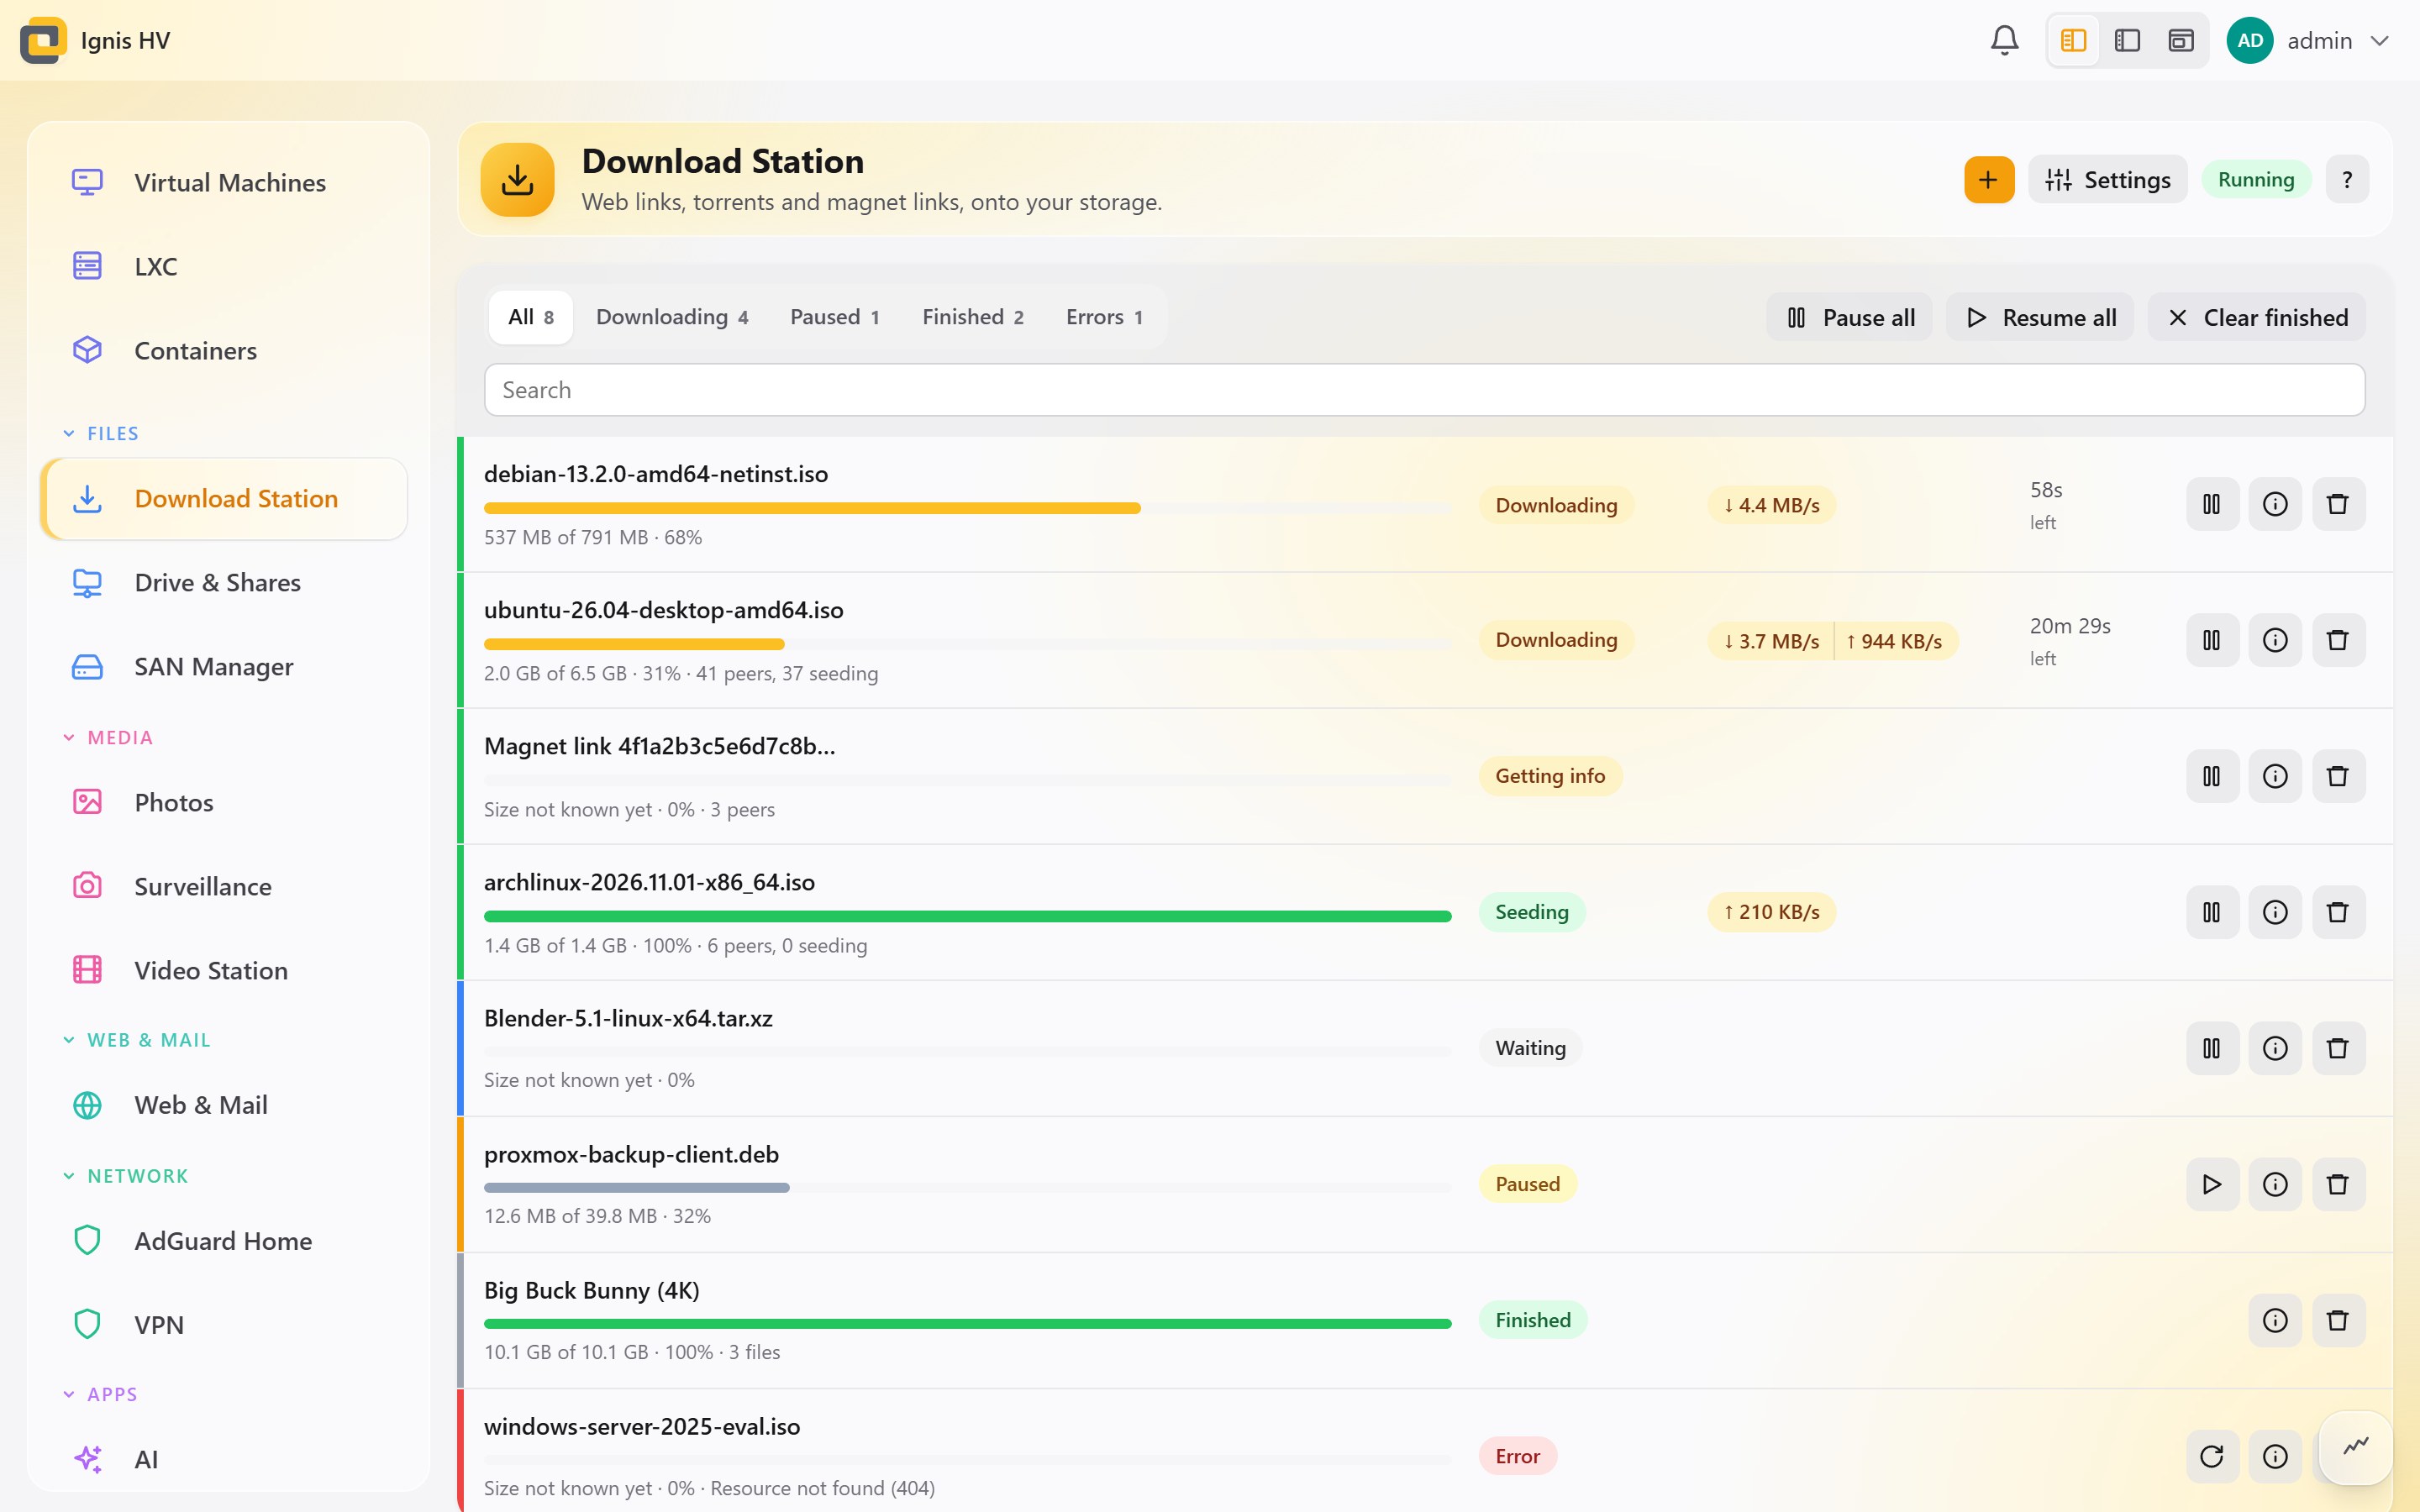 Ignis HV
AD admin
Virtual Machines
LXC
Containers
FILES
Download Station
Drive & Shares
SAN Manager
MEDIA
Photos
Surveillance
Video Station
WEB & MAIL
Web & Mail
NETWORK
AdGuard Home
VPN
APPS
AI
Download Station
Web links, torrents and magnet links, onto your storage.
+ Settings Running ?
All 8 Downloading 4 Paused 1 Finished 2 Errors 1
Pause all Resume all Clear finished
Search
debian-13.2.0-amd64-netinst.iso
537 MB of 791 MB · 68%
Downloading
↓ 4.4 MB/s
58s
left
ubuntu-26.04-desktop-amd64.iso
2.0 GB of 6.5 GB · 31% · 41 peers, 37 seeding
Downloading
↓ 3.7 MB/s ↑ 944 KB/s
20m 29s
left
Magnet link 4f1a2b3c5e6d7c8b...
Size not known yet · 0% · 3 peers
Getting info
archlinux-2026.11.01-x86_64.iso
1.4 GB of 1.4 GB · 100% · 6 peers, 0 seeding
Seeding
↑ 210 KB/s
Blender-5.1-linux-x64.tar.xz
Size not known yet · 0%
Waiting
proxmox-backup-client.deb
12.6 MB of 39.8 MB · 32%
Paused
Big Buck Bunny (4K)
10.1 GB of 10.1 GB · 100% · 3 files
Finished
windows-server-2025-eval.iso
Size not known yet · 0% · Resource not found (404)
Error